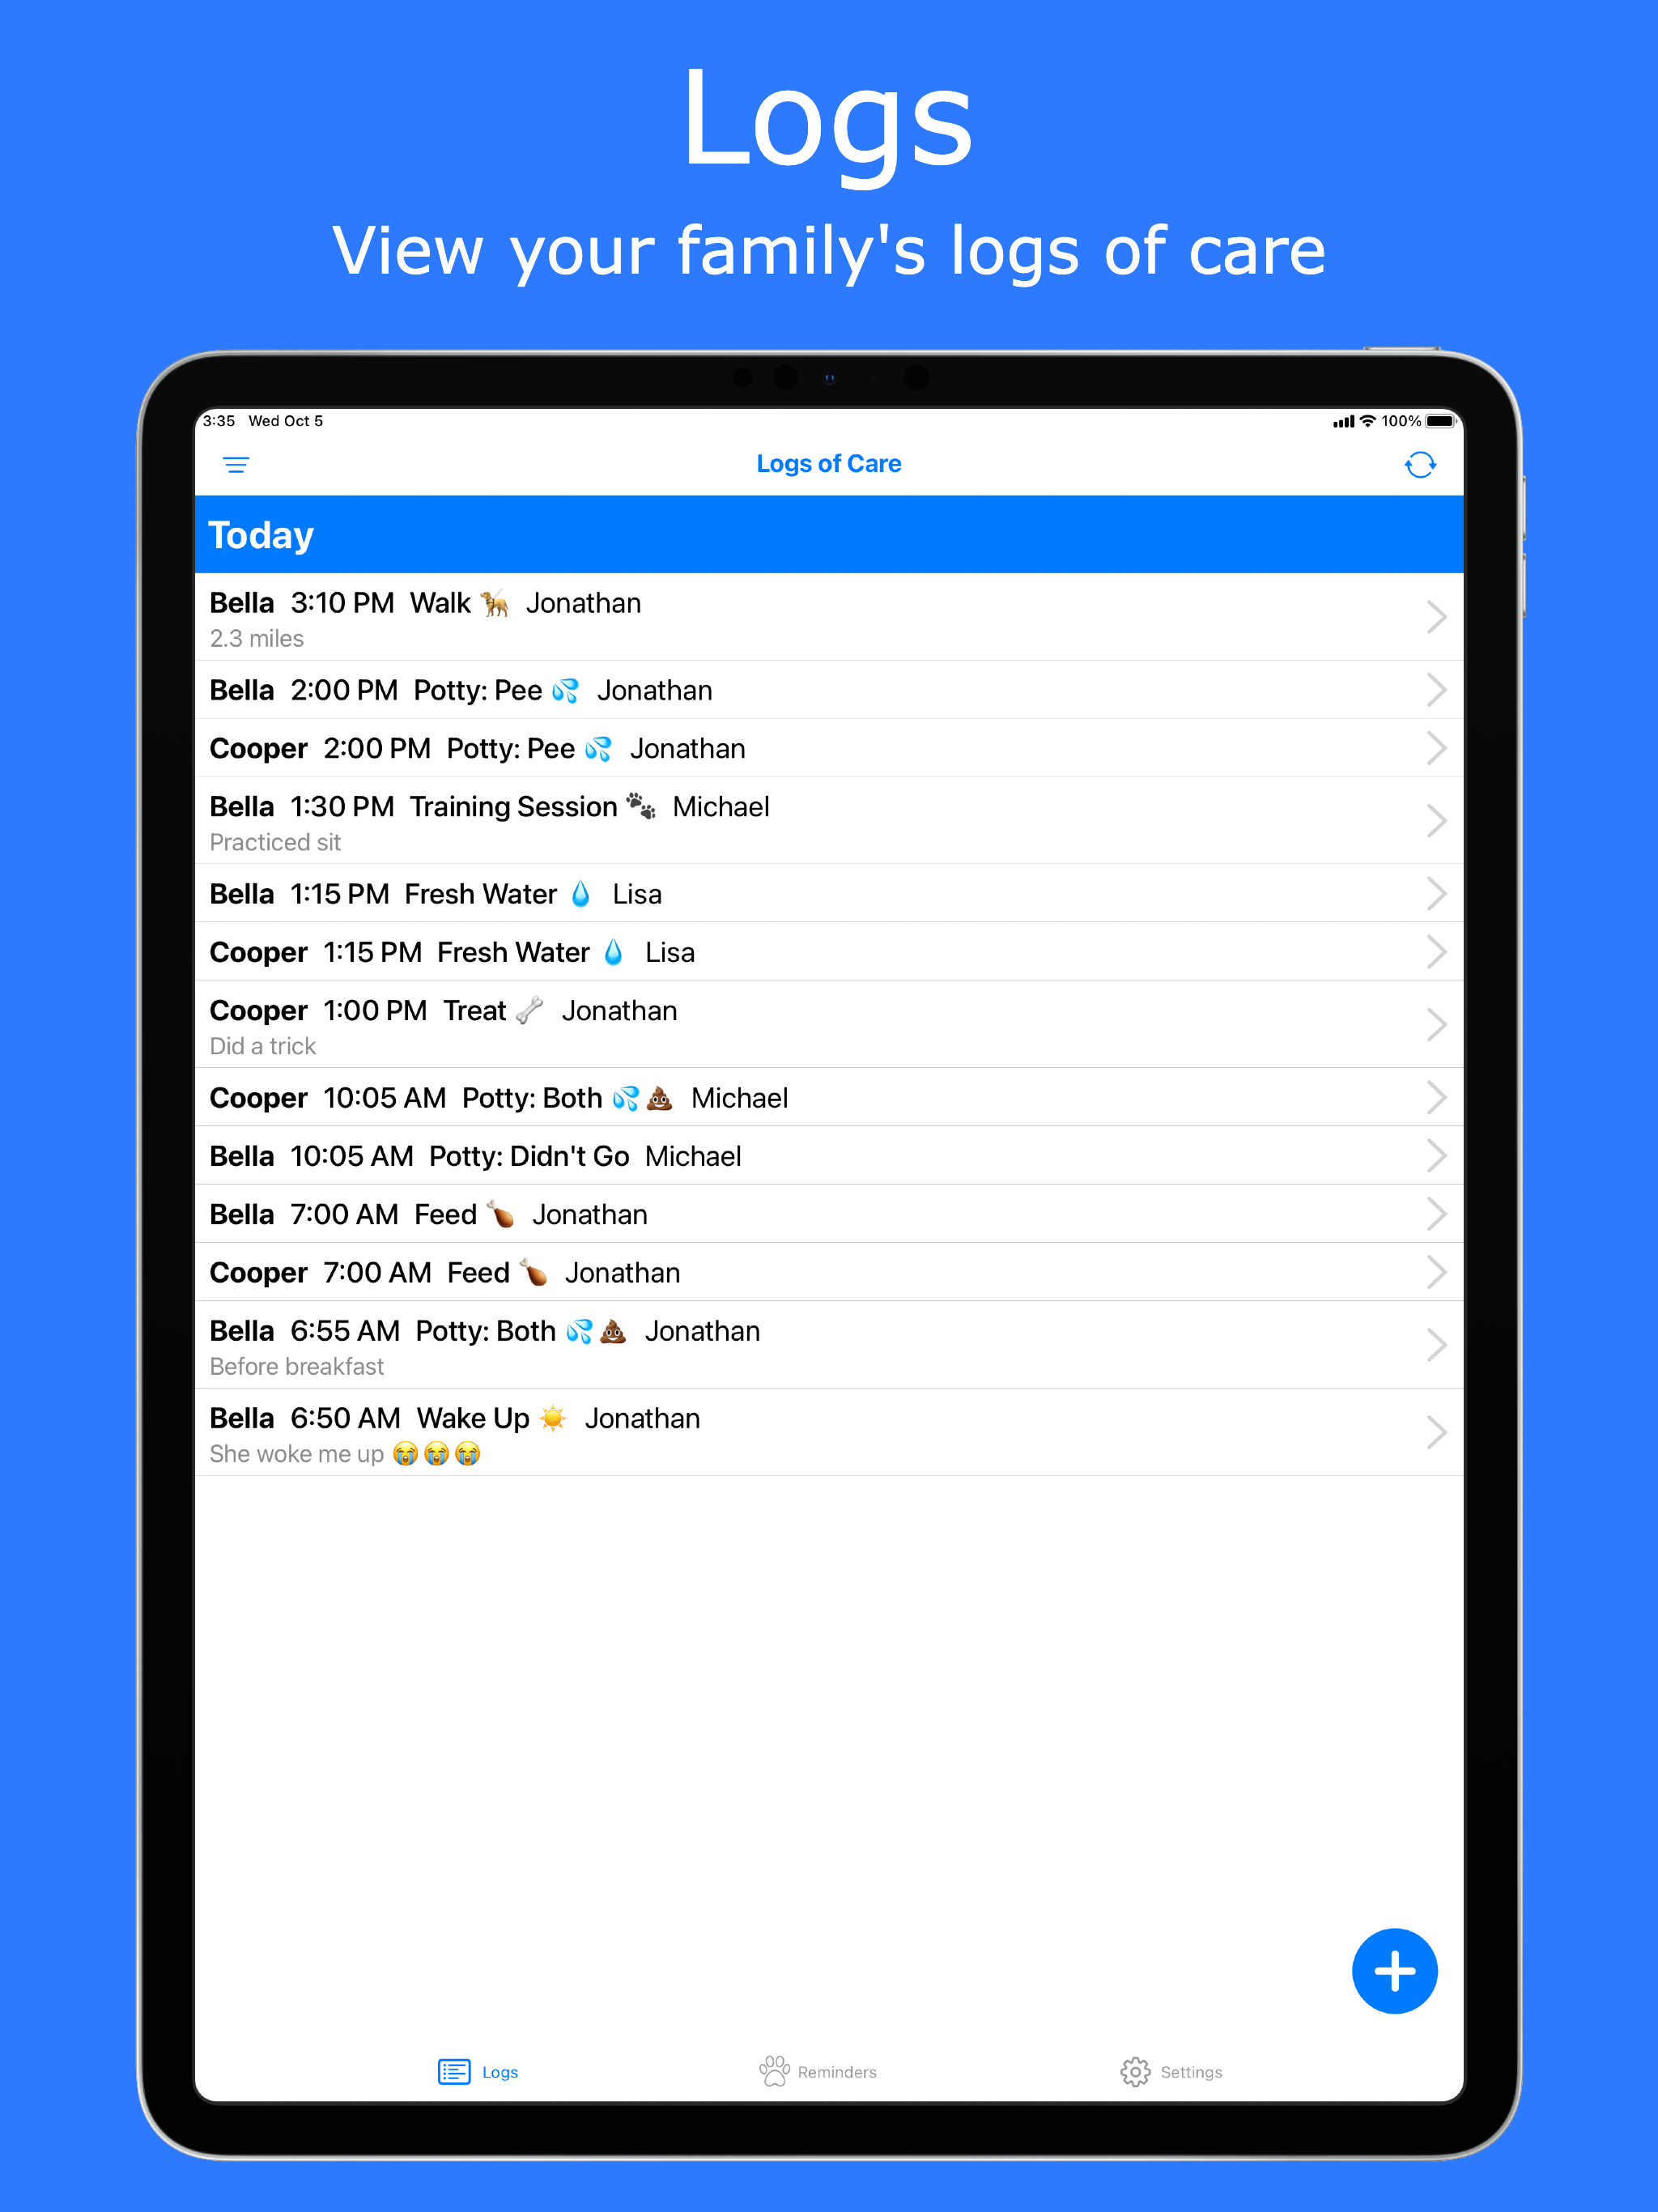 Logs
View your family's logs of care
3:35 Wed Oct 5 100%
Logs of Care
Today
Bella 3:10 PM Walk 🦮 Jonathan
2.3 miles
Bella 2:00 PM Potty: Pee 💦 Jonathan
Cooper 2:00 PM Potty: Pee 💦 Jonathan
Bella 1:30 PM Training Session 🐾 Michael
Practiced sit
Bella 1:15 PM Fresh Water 💧 Lisa
Cooper 1:15 PM Fresh Water 💧 Lisa
Cooper 1:00 PM Treat 🦴 Jonathan
Did a trick
Cooper 10:05 AM Potty: Both 💦💩 Michael
Bella 10:05 AM Potty: Didn't Go Michael
Bella 7:00 AM Feed 🍗 Jonathan
Cooper 7:00 AM Feed 🍗 Jonathan
Bella 6:55 AM Potty: Both 💦💩 Jonathan
Before breakfast
Bella 6:50 AM Wake Up ☀️ Jonathan
She woke me up 😭😭😭
Logs Reminders Settings